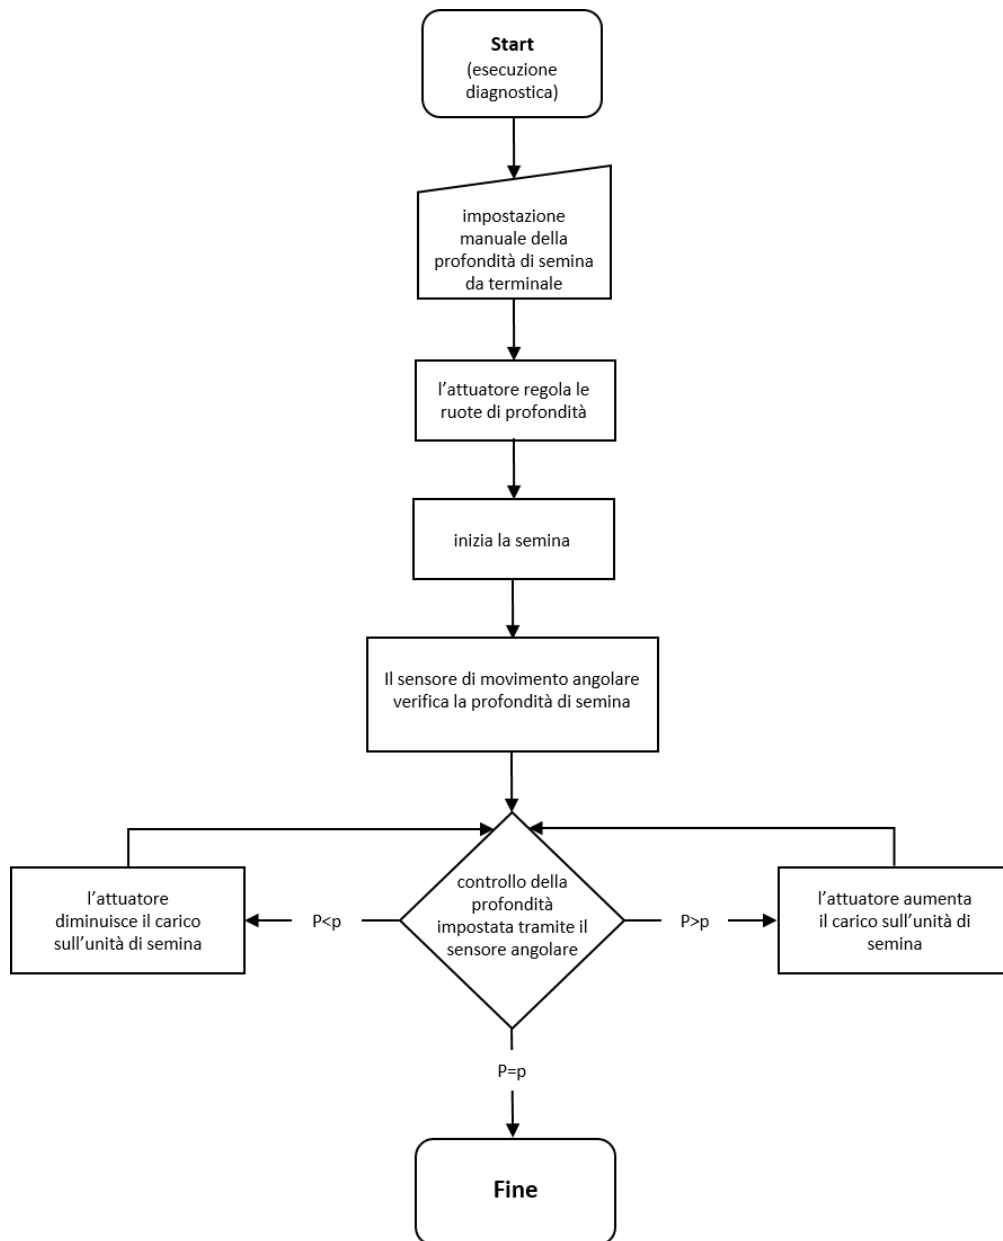 Start
(esecuzione
diagnostica)
impostazione
manuale della
profondità di semina
da terminale
l'attuatore regola le
ruote di profondità
inizia la semina
Il sensore di movimento angolare
verifica la profondità di semina
controllo della
profondità
impostata tramite il
sensore angolare
l'attuatore
diminuisce il carico
sull'unità di semina
P<p
P>p
l'attuatore aumenta
il carico sull'unità di
semina
P=p
Fine